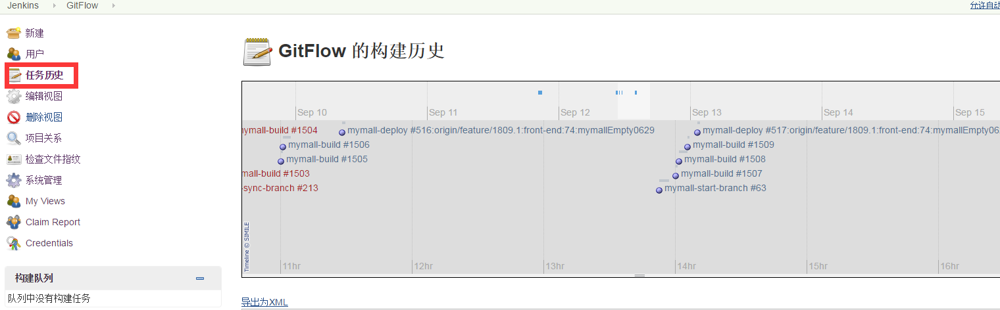 Jenkins GitFlow 允许自动
新建
用户
任务历史
编辑视图
删除视图
项目关系
检查文件指纹
系统管理
My Views
Claim Report
Credentials
构建队列
队列中没有构建任务
GitFlow 的构建历史
Sep 10 Sep 11 Sep 12 Sep 13 Sep 14 Sep 15
mymall-build #1504 mymall-deploy #516:origin/feature/1809.1:front-end:74:mymallEmpty0629 mymall-deploy #517:origin/feature/1809.1:front-end:74:mymallEmpty062
mymall-build #1506 mymall-build #1509
mymall-build #1505 mymall-build #1508
mall-build #1503 mymall-build #1507
-sync-branch #213 mymall-start-branch #63
Timeline © SIMILE
11hr 12hr 13hr 14hr 15hr 16hr
导出为XML